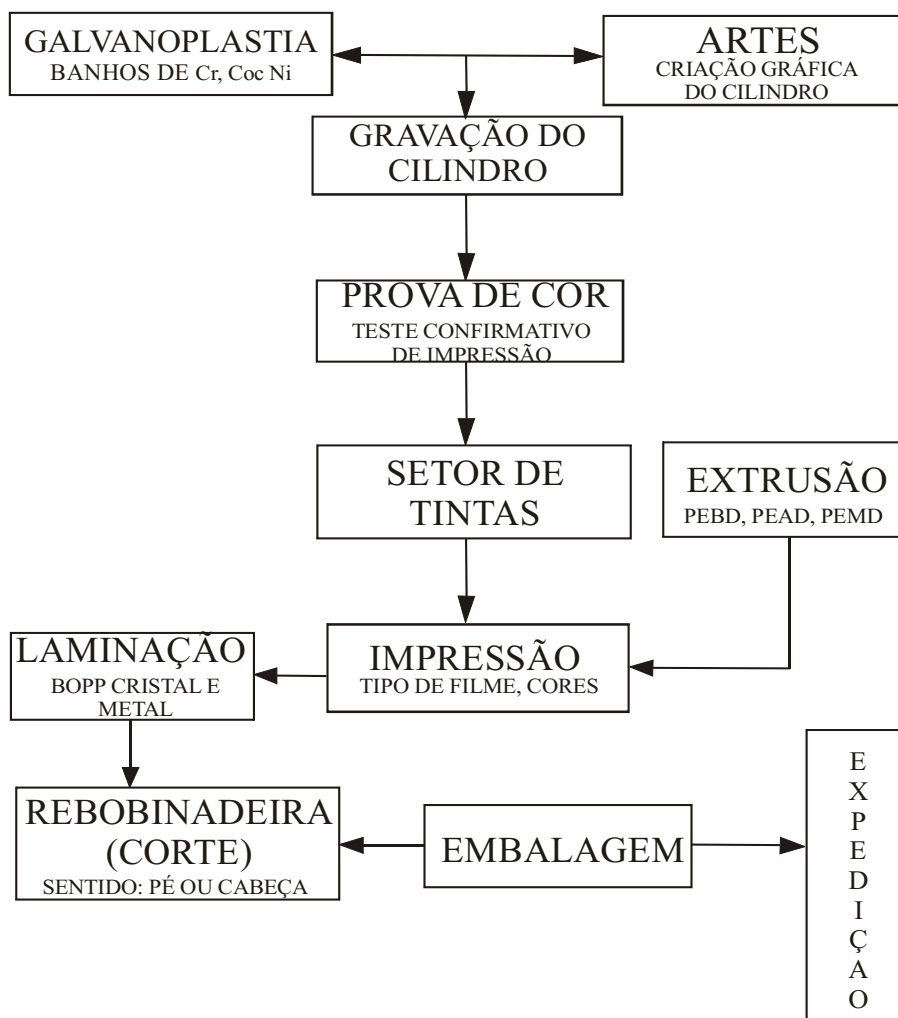 GALVANOPLASTIA
BANHOS DE Cr, Coc Ni
ARTES
CRIAÇÃO GRÁFICA
DO CILINDRO
GRAVAÇÃO DO
CILINDRO
PROVA DE COR
TESTE CONFIRMATIVO
DE IMPRESSÃO
SETOR DE
TINTAS
EXTRUSÃO
PEBD, PEAD, PEMD
LAMINAÇÃO
BOPP CRISTAL E
METAL
IMPRESSÃO
TIPO DE FILME, CORES
REBOBINADEIRA
(CORTE)
SENTIDO: PÉ OU CABEÇA
EMBALAGEM
E
X
P
E
D
I
Ç
A
O